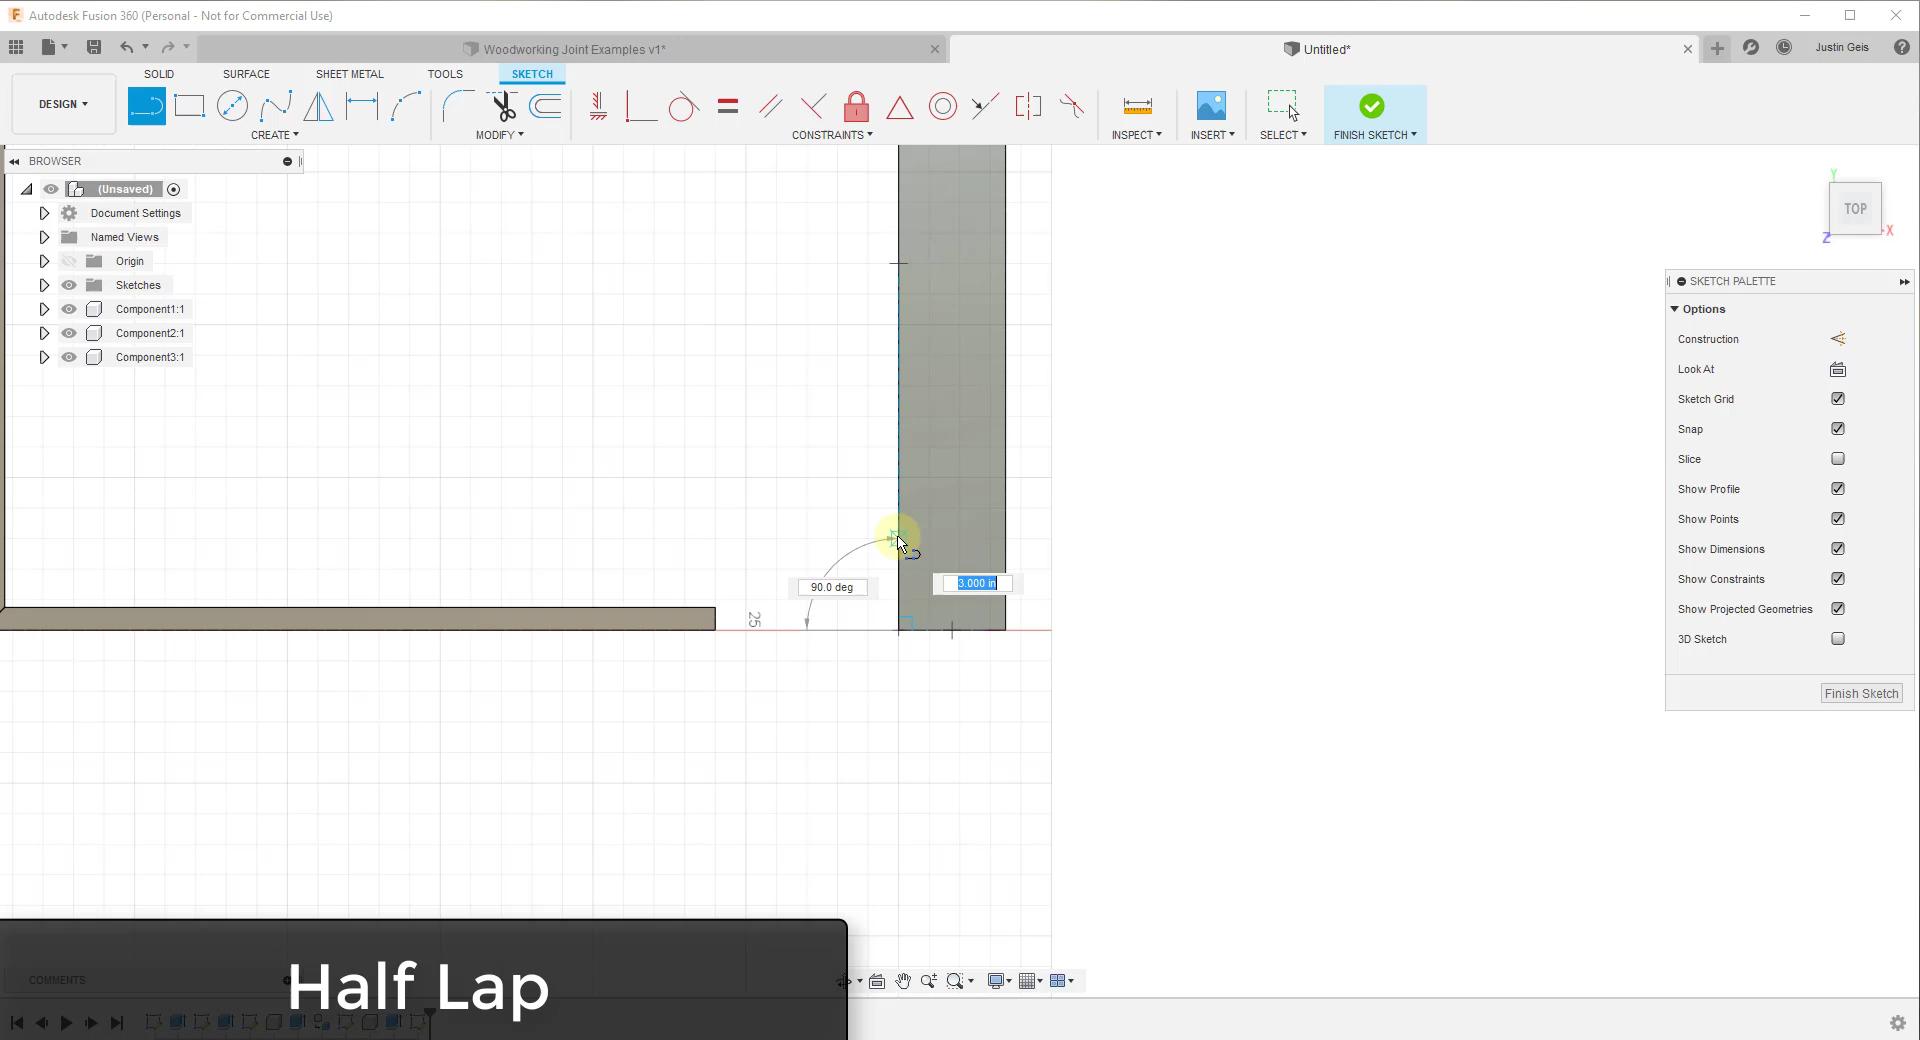 Autodesk Fusion 360 (Personal - Not for Commercial Use)
Woodworking Joint Examples v1*
Untitled*
Justin Geis
DESIGN
SOLID
SURFACE
SHEET METAL
TOOLS
SKETCH
CREATE
MODIFY
CONSTRAINTS
INSPECT
INSERT
SELECT
FINISH SKETCH
BROWSER
(Unsaved)
Document Settings
Named Views
Origin
Sketches
Component1:1
Component2:1
Component3:1
Y
TOP
X
Z
SKETCH PALETTE
Options
Construction
Look At
Sketch Grid
Snap
Slice
Show Profile
Show Points
Show Dimensions
Show Constraints
Show Projected Geometries
3D Sketch
Finish Sketch
90.0 deg
3.000 in
25
COMMENTS
Half Lap